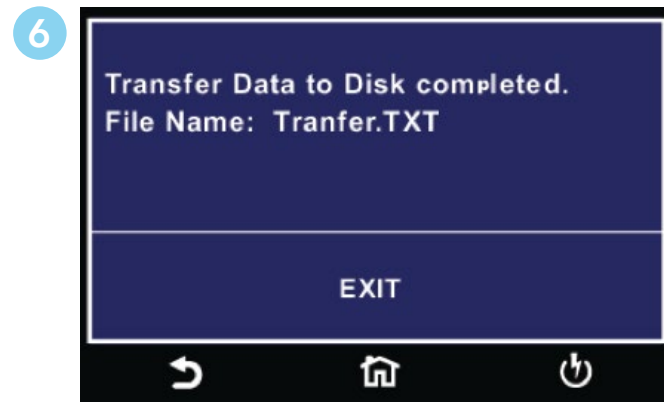 6
Transfer Data to Disk completed.
File Name: Tranfer.TXT
EXIT